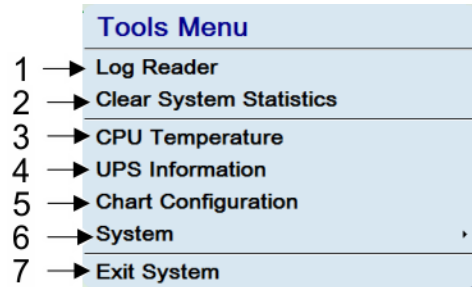 Tools Menu
1 Log Reader
2 Clear System Statistics
3 CPU Temperature
4 UPS Information
5 Chart Configuration
6 System
7 Exit System